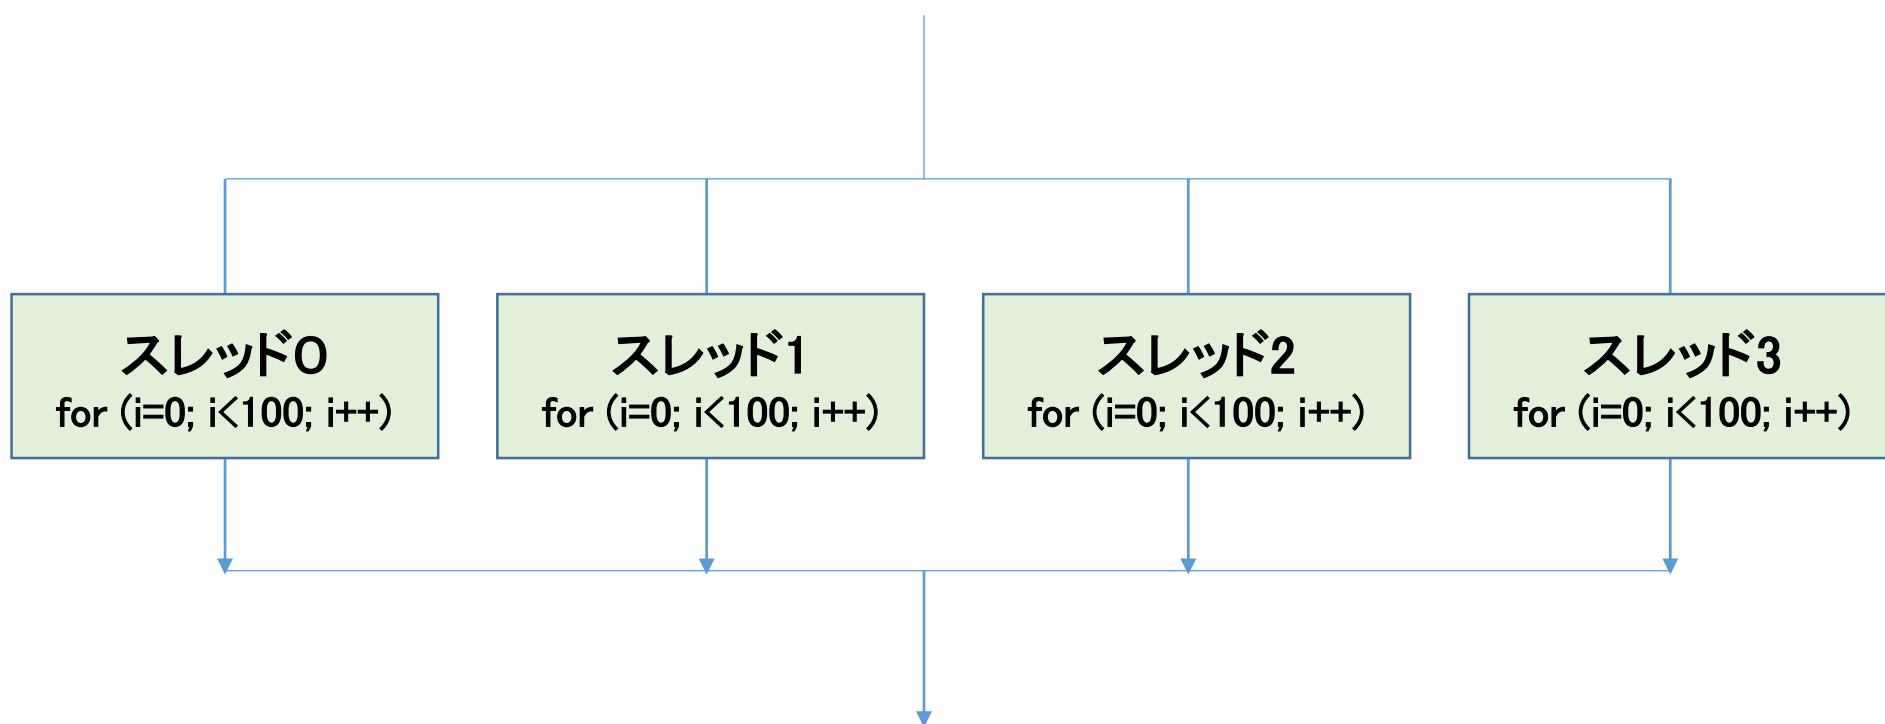 スレッド0
for (i=0; i<100; i++)
スレッド1
for (i=0; i<100; i++)
スレッド2
for (i=0; i<100; i++)
スレッド3
for (i=0; i<100; i++)